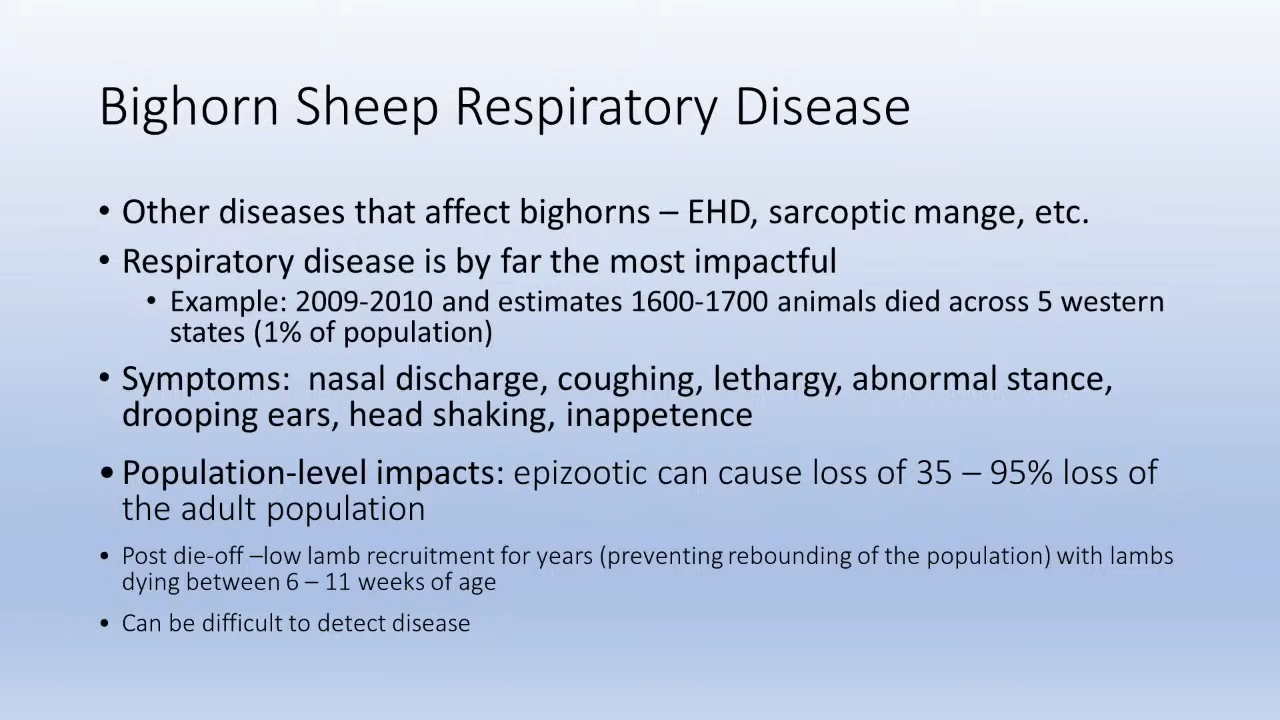 Bighorn Sheep Respiratory Disease
• Other diseases that affect bighorns – EHD, sarcoptic mange, etc.
• Respiratory disease is by far the most impactful
• Example: 2009-2010 and estimates 1600-1700 animals died across 5 western
states (1% of population)
• Symptoms:  nasal discharge, coughing, lethargy, abnormal stance,
drooping ears, head shaking, inappetence
• Population-level impacts: epizootic can cause loss of 35 – 95% loss of
the adult population
• Post die-off –low lamb recruitment for years (preventing rebounding of the population) with lambs
dying between 6 – 11 weeks of age
• Can be difficult to detect disease